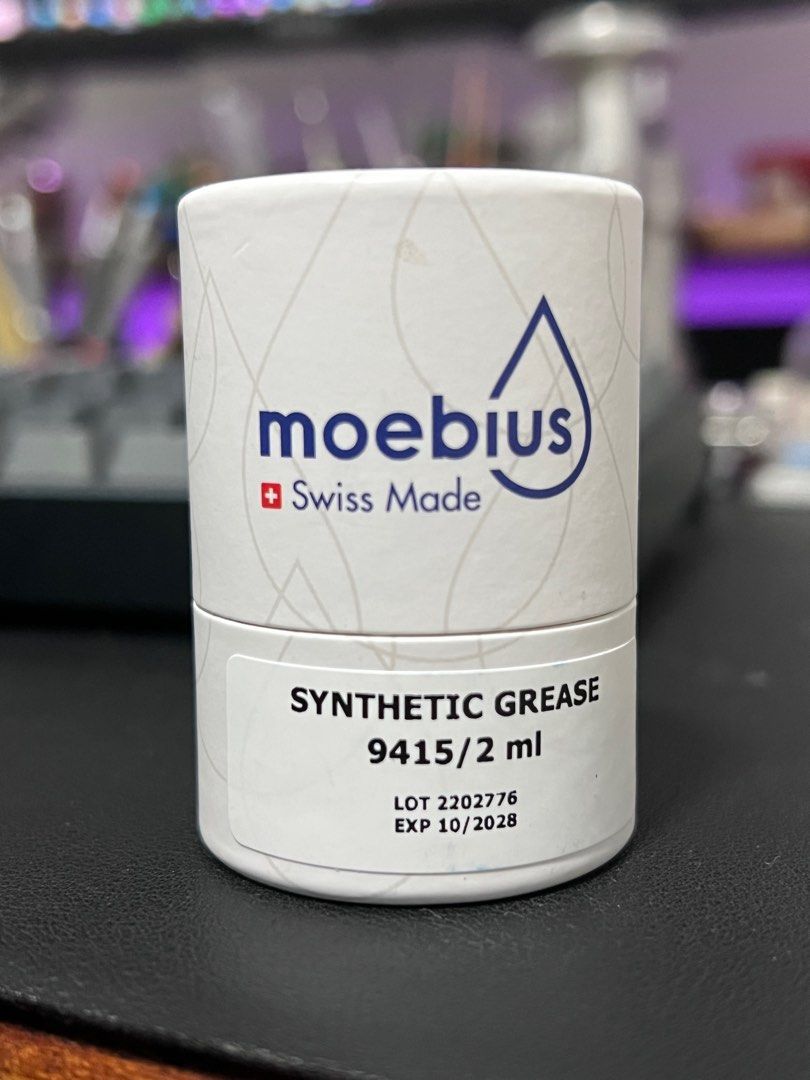 moebius
Swiss Made
SYNTHETIC GREASE
9415/2 ml
LOT 2202776
EXP 10/2028